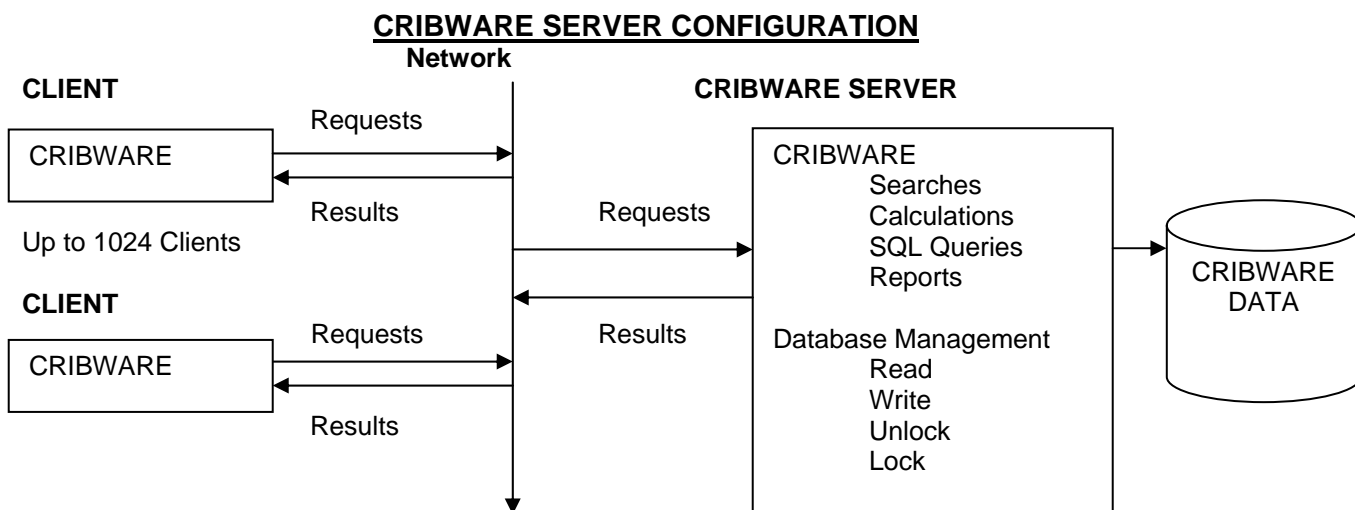 CRIBWARE SERVER CONFIGURATION
Network
CLIENT
CRIBWARE SERVER
Requests
CRIBWARE
Results
Up to 1024 Clients
Requests
CRIBWARE
Searches
Calculations
SQL Queries
Reports
CRIBWARE
DATA
CLIENT
Requests
CRIBWARE
Results
Results
Database Management
Read
Write
Unlock
Lock